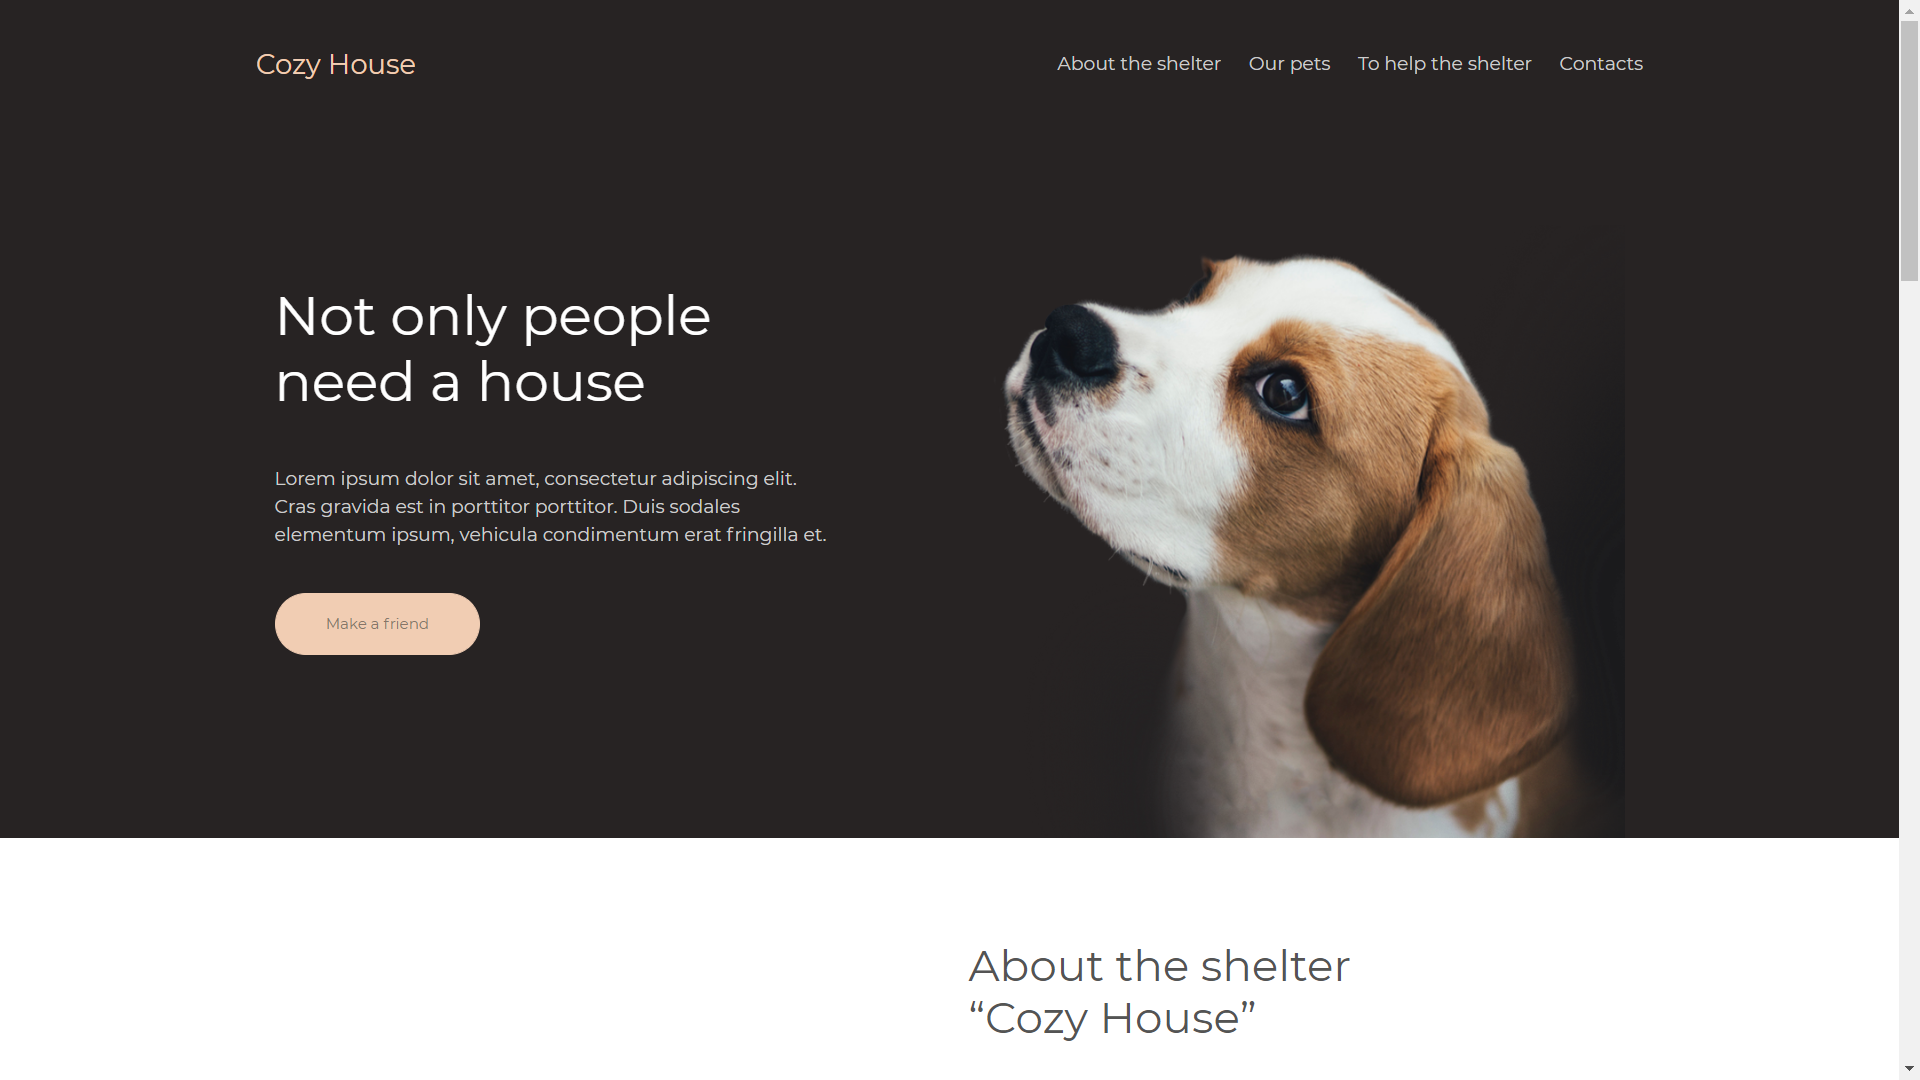 Cozy House
About the shelter
Our pets
To help the shelter
Contacts
Not only people
need a house
Lorem ipsum dolor sit amet, consectetur adipiscing elit.
Cras gravida est in porttitor porttitor. Duis sodales
elementum ipsum, vehicula condimentum erat fringilla et.
Make a friend
About the shelter
“Cozy House”